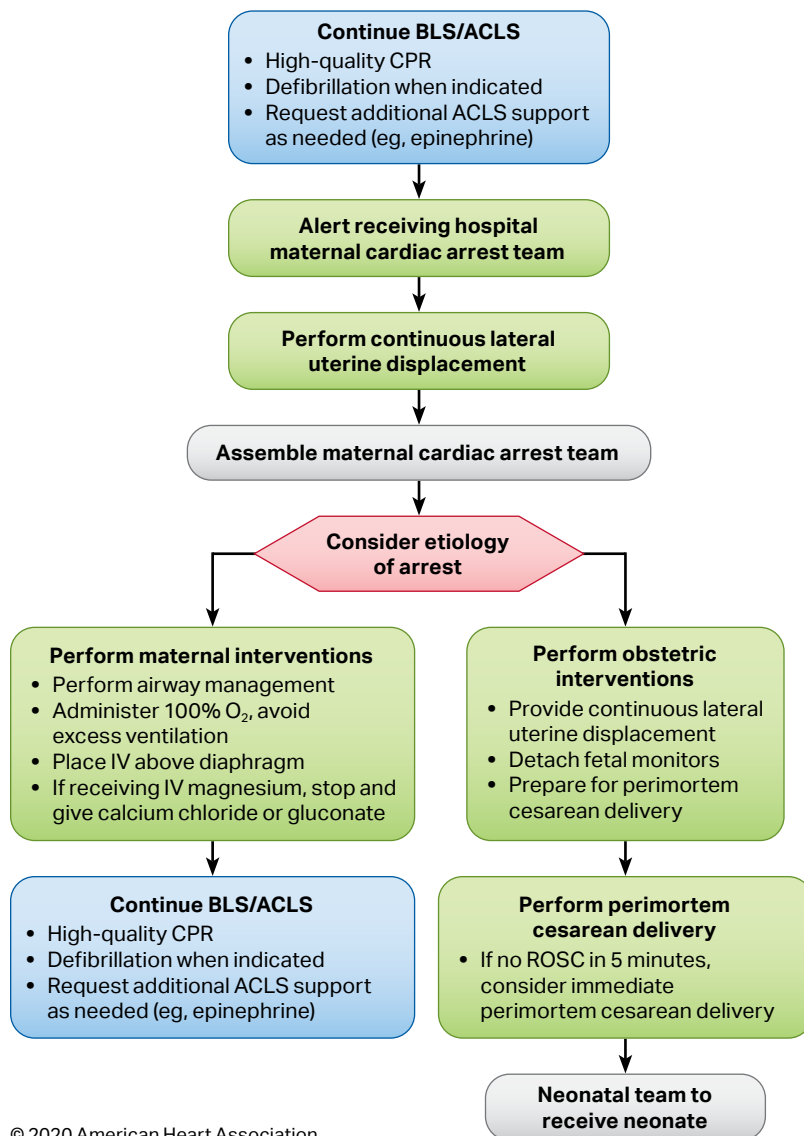 Continue BLS/ACLS
• High-quality CPR
• Defibrillation when indicated
• Request additional ACLS support
as needed (eg, epinephrine)
Alert receiving hospital
maternal cardiac arrest team
Perform continuous lateral
uterine displacement
Assemble maternal cardiac arrest team
Consider etiology
of arrest
Perform maternal interventions
• Perform airway management
• Administer 100% O₂, avoid
excess ventilation
• Place IV above diaphragm
• If receiving IV magnesium, stop and
give calcium chloride or gluconate
Continue BLS/ACLS
• High-quality CPR
• Defibrillation when indicated
• Request additional ACLS support
as needed (eg, epinephrine)
Perform obstetric
interventions
• Provide continuous lateral
uterine displacement
• Detach fetal monitors
• Prepare for perimortem
cesarean delivery
Perform perimortem
cesarean delivery
• If no ROSC in 5 minutes,
consider immediate
perimortem cesarean delivery
Neonatal team to
receive neonate
© 2020 American Heart Association